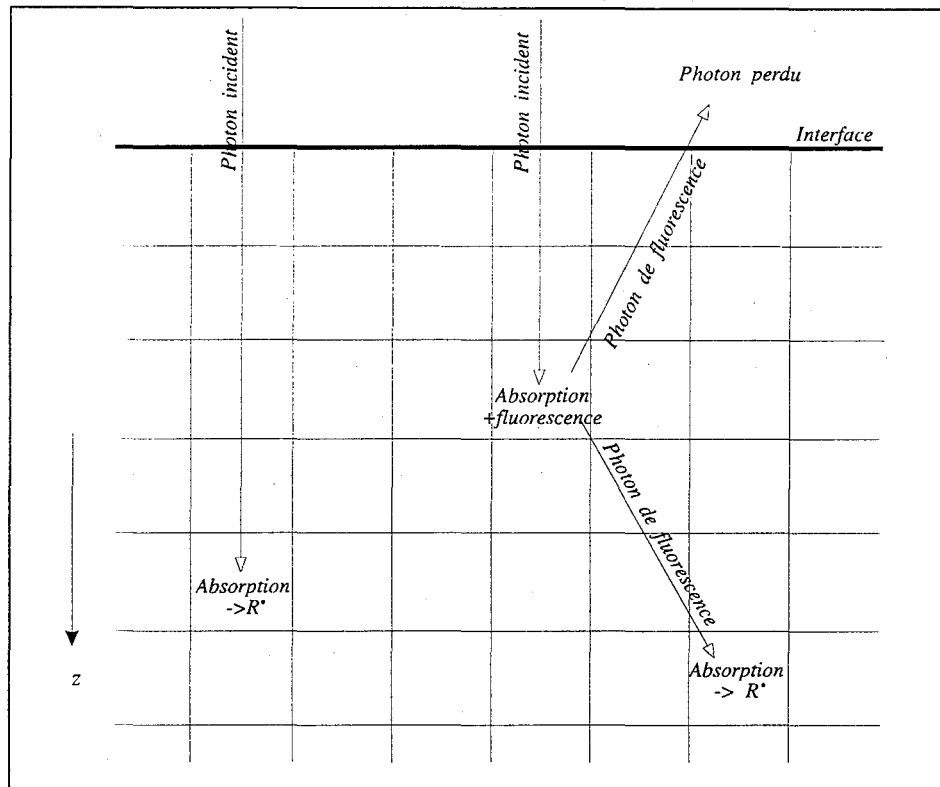 Photon incident
Photon incident
Photon perdu
Interface
Photon de fluorescence
Absorption
+fluorescence
Photon de fluorescence
Absorption
->R•
Absorption
-> R•
z